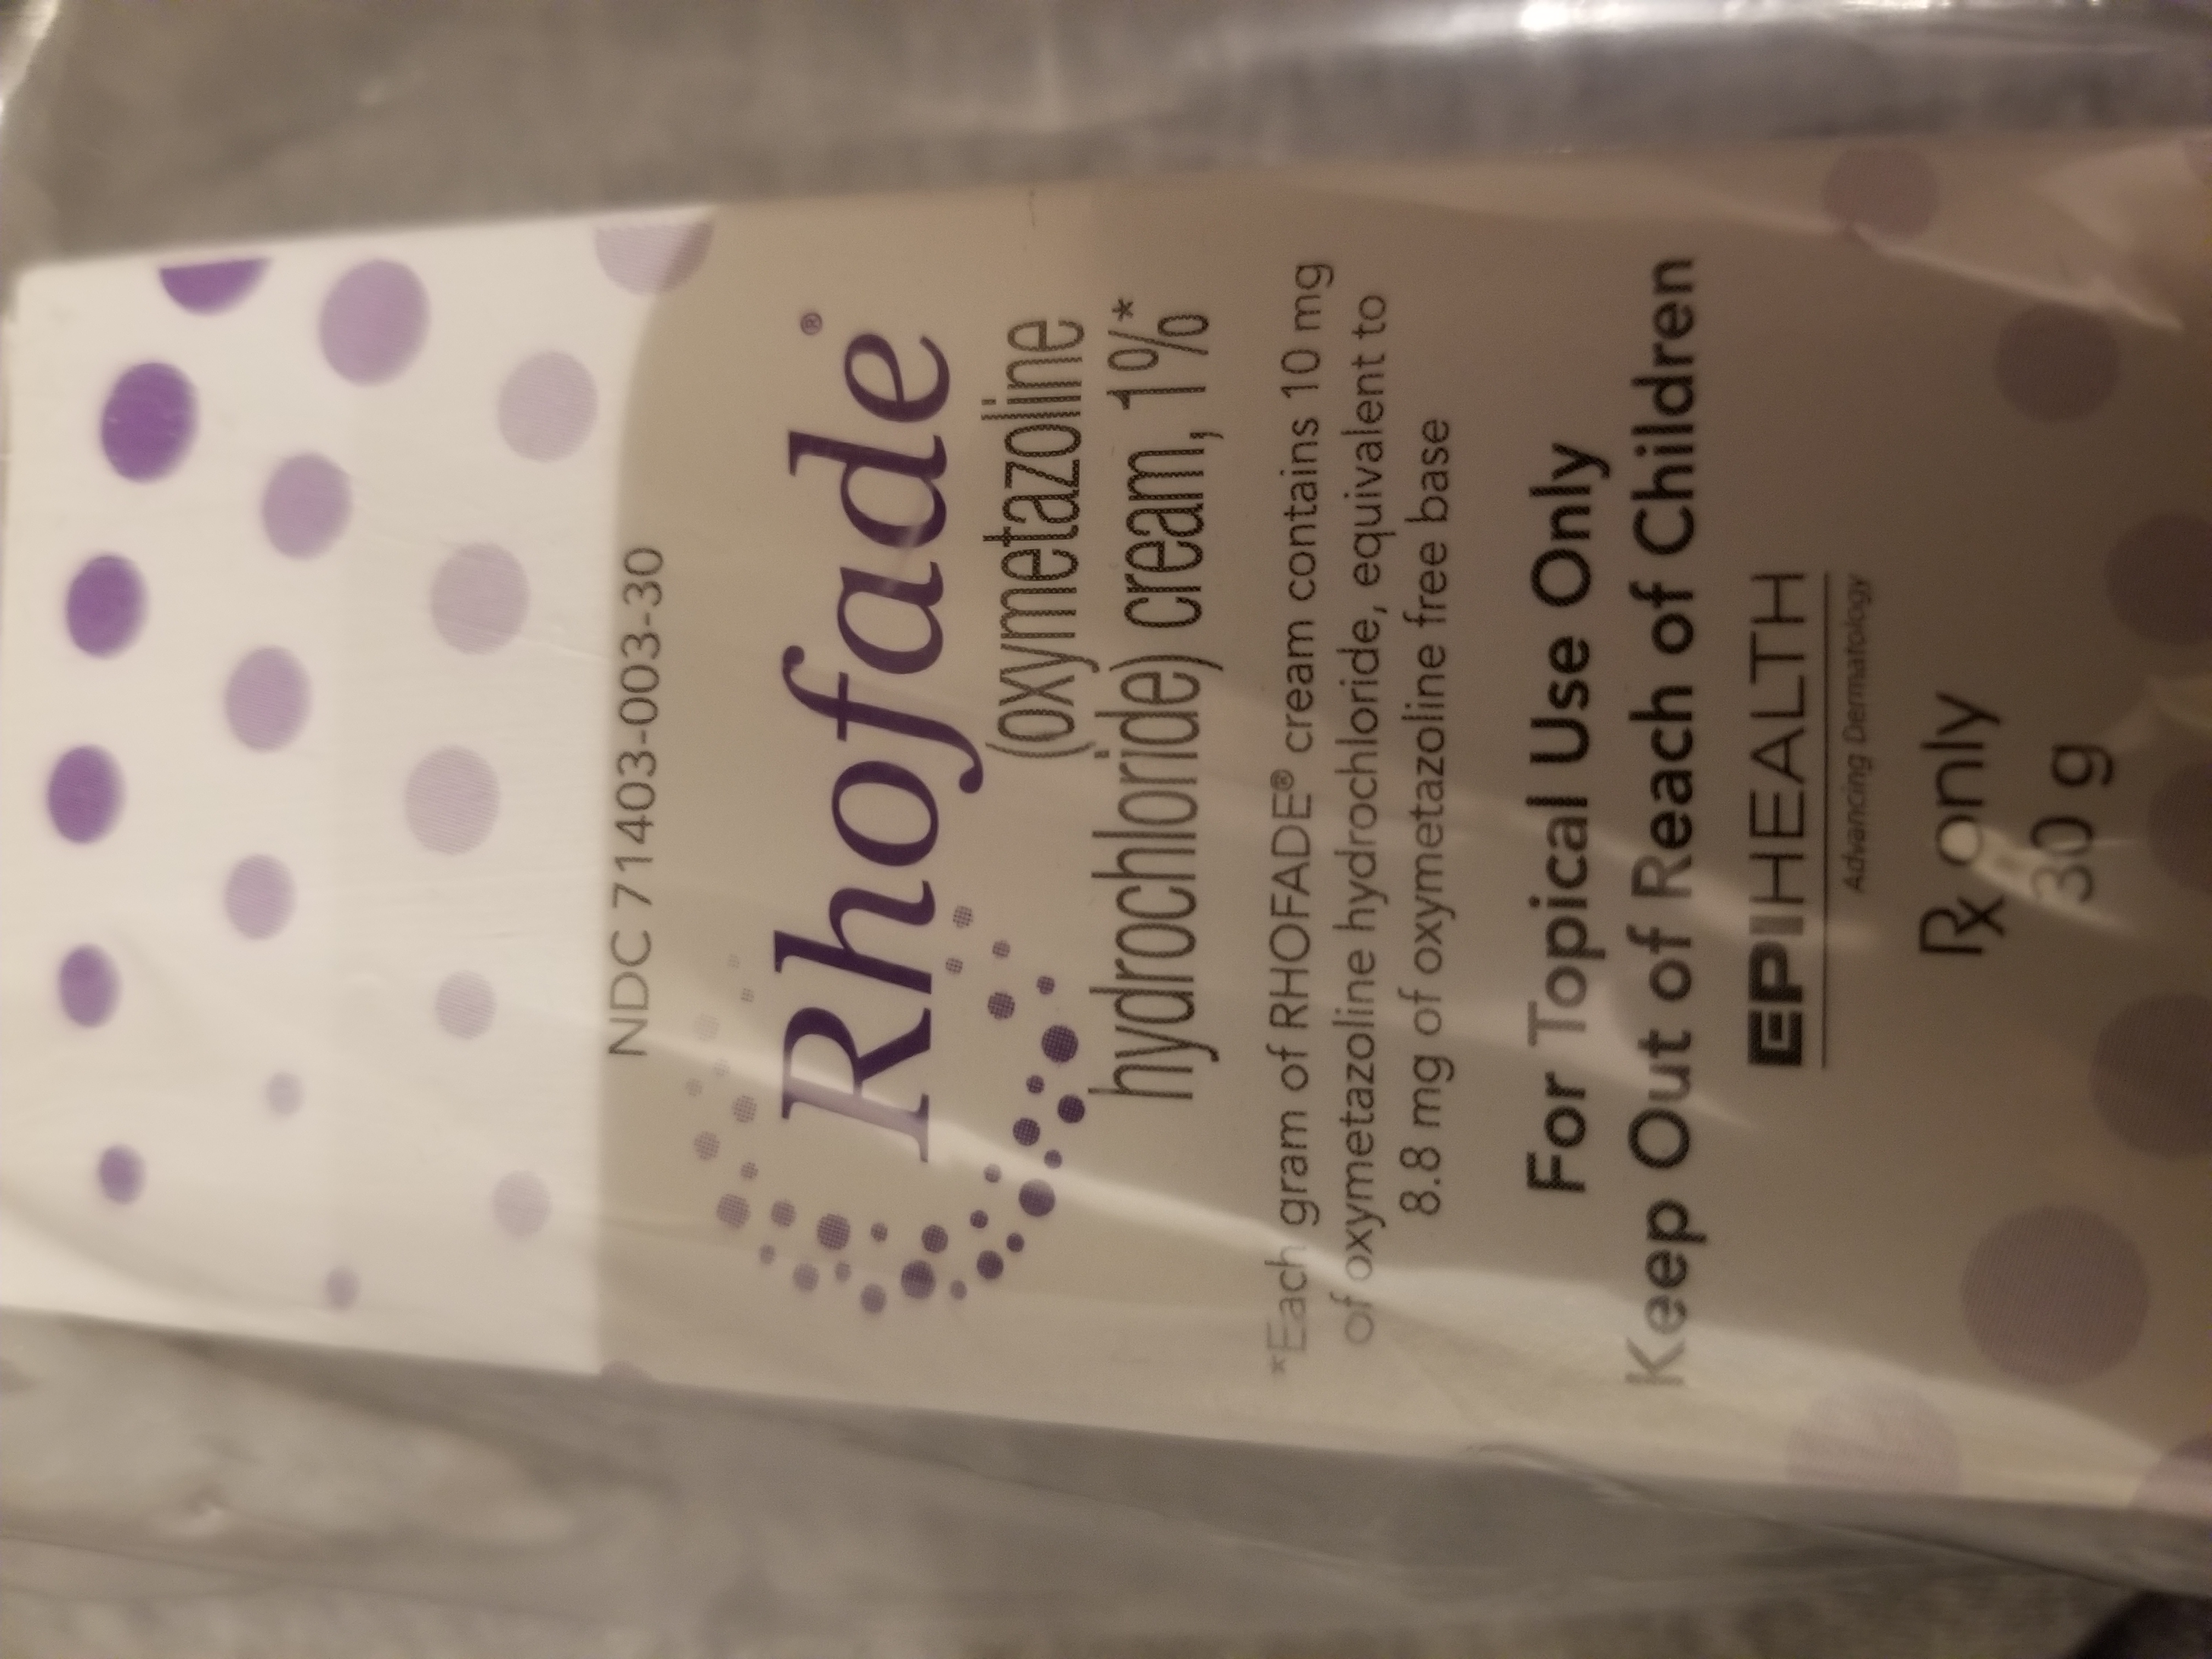 NDC 71403-003-30
Rhofade®
(oxymetazoline
hydrochloride) cream, 1%*
*Each gram of RHOFADE® cream contains 10 mg
of oxymetazoline hydrochloride, equivalent to
8.8 mg of oxymetazoline free base
For Topical Use Only
Keep Out of Reach of Children
EPIHEALTH
Advancing Dermatology
Rx only
30 g